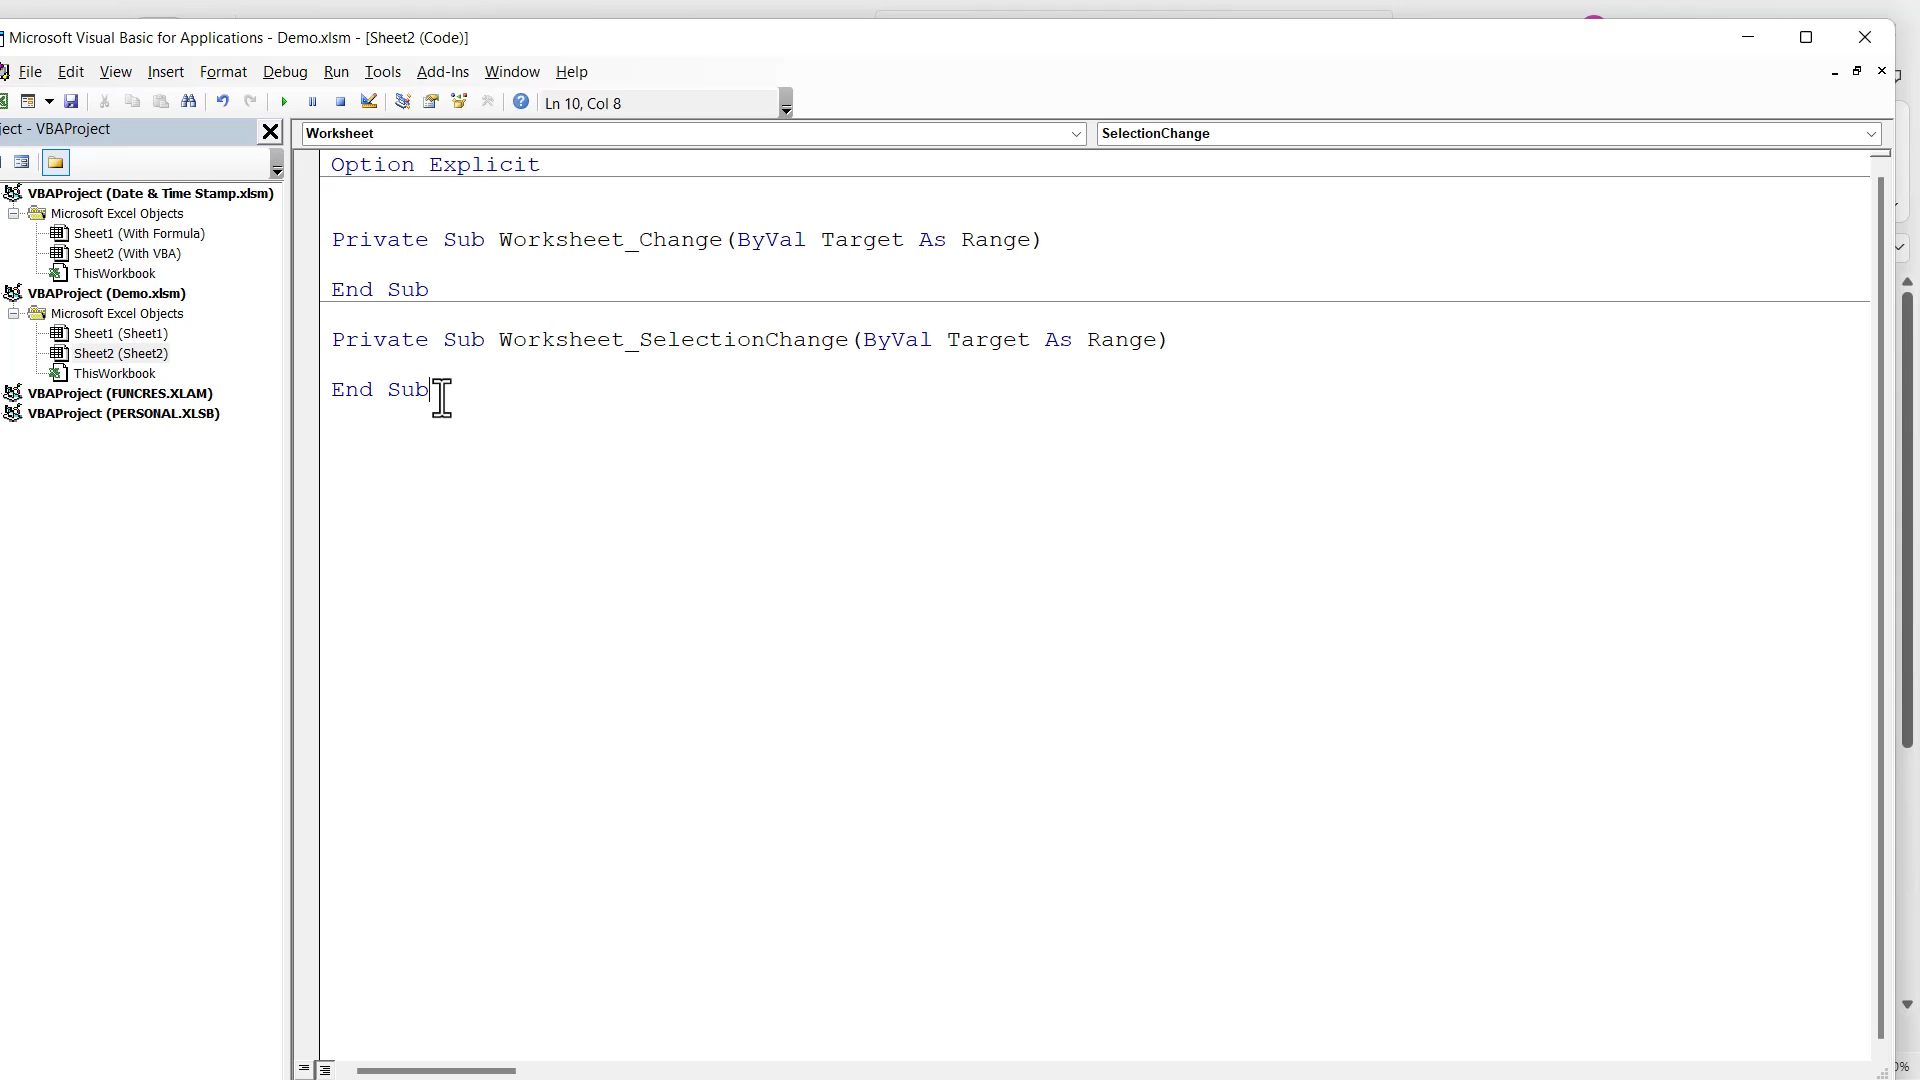 Microsoft Visual Basic for Applications - Demo.xlsm - [Sheet2 (Code)]
File Edit View Insert Format Debug Run Tools Add-Ins Window Help
Ln 10, Col 8
ject - VBAProject
Worksheet
SelectionChange
VBAProject (Date & Time Stamp.xlsm)
Microsoft Excel Objects
Sheet1 (With Formula)
Sheet2 (With VBA)
ThisWorkbook
VBAProject (Demo.xlsm)
Microsoft Excel Objects
Sheet1 (Sheet1)
Sheet2 (Sheet2)
ThisWorkbook
VBAProject (FUNCRES.XLAM)
VBAProject (PERSONAL.XLSB)
Option Explicit
Private Sub Worksheet_Change(ByVal Target As Range)
End Sub
Private Sub Worksheet_SelectionChange(ByVal Target As Range)
End Sub
0%